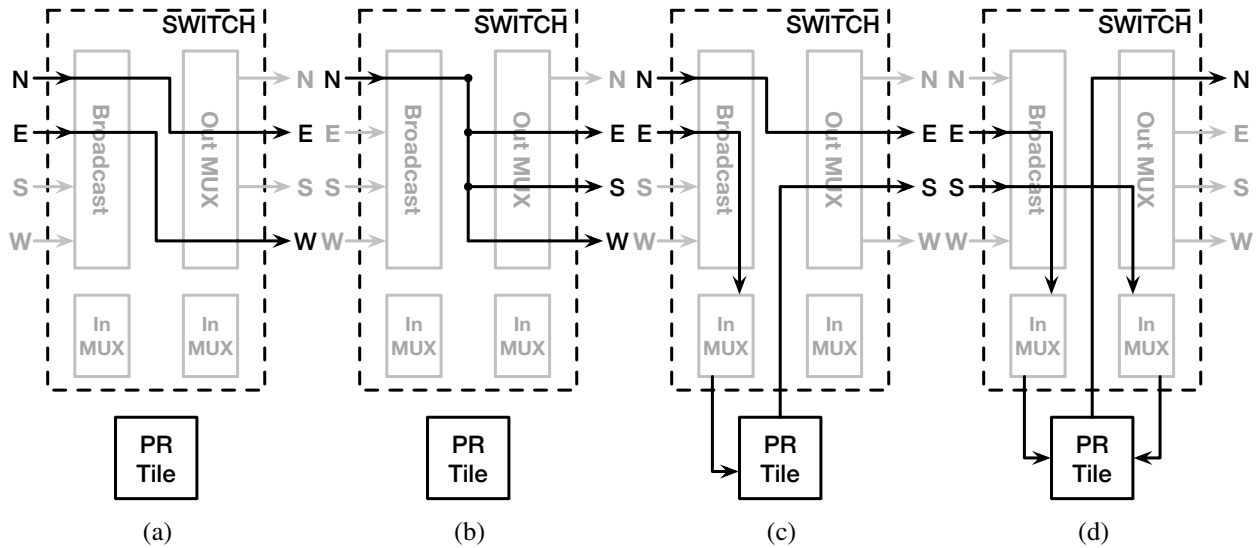 SWITCH SWITCH SWITCH SWITCH
N N N N N N N
E E E E E E E
S S S S S S S
W W W W W W W
Broadcast Out MUX Broadcast Out MUX Broadcast Out MUX Broadcast Out MUX
In In In In In In In In
MUX MUX MUX MUX MUX MUX MUX MUX
PR PR PR PR
Tile Tile Tile Tile
(a) (b) (c) (d)